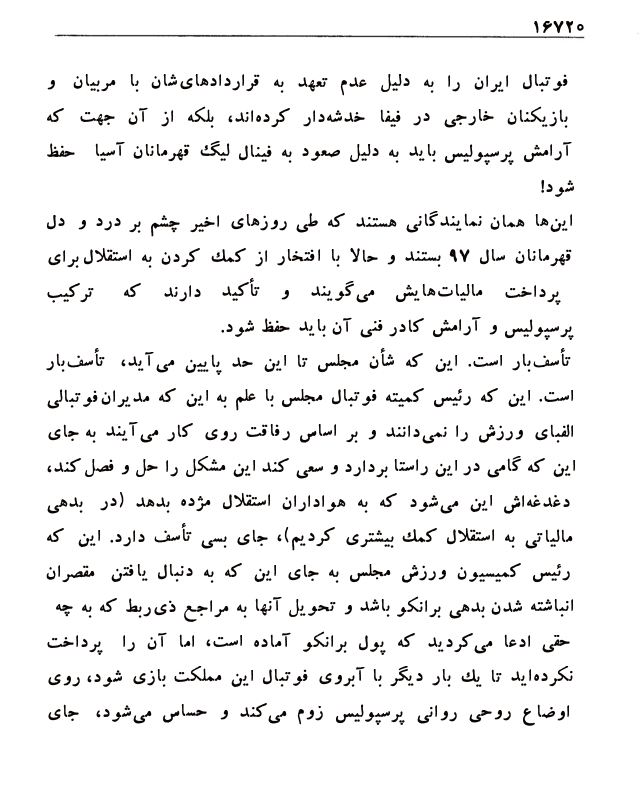 ۱۶۷۲۰
فوتبال ایران را به دلیل عدم تعهد به قراردادهای‌شان با مربیان و
بازیکنان خارجی در فیفا خدشه‌دار کرده‌اند، بلکه از آن جهت که
آرامش پرسپولیس باید به دلیل صعود به فینال لیگ قهرمانان آسیا حفظ
شود!
این‌ها همان نمایندگانی هستند که طی روزهای اخیر چشم بر درد و دل
قهرمانان سال ۹۷ بستند و حالا با افتخار از کمك کردن به استقلال برای
پرداخت مالیات‌هایش می‌گویند و تأکید دارند که ترکیب
پرسپولیس و آرامش کادر فنی آن باید حفظ شود.
تأسف‌بار است. این که شأن مجلس تا این حد پایین می‌آید، تأسف‌بار
است. این که رئیس کمیته فوتبال مجلس با علم به این که مدیران فوتبالی
الفبای ورزش را نمی‌دانند و بر اساس رفاقت روی کار می‌آیند به جای
این که گامی در این راستا بردارد و سعی کند این مشکل را حل و فصل کند،
دغدغه‌اش این می‌شود که به هواداران استقلال مژده بدهد (در بدهی
مالیاتی به استقلال کمك بیشتری کردیم)، جای بسی تأسف دارد. این که
رئیس کمیسیون ورزش مجلس به جای این که به دنبال یافتن مقصران
انباشته شدن بدهی برانکو باشد و تحویل آنها به مراجع ذی‌ربط که به چه
حقی ادعا می‌کردید که پول برانکو آماده است، اما آن را پرداخت
نکرده‌اید تا يك بار دیگر با آبروی فوتبال این مملکت بازی شود، روی
اوضاع روحی روانی پرسپولیس زوم می‌کند و حساس می‌شود، جای